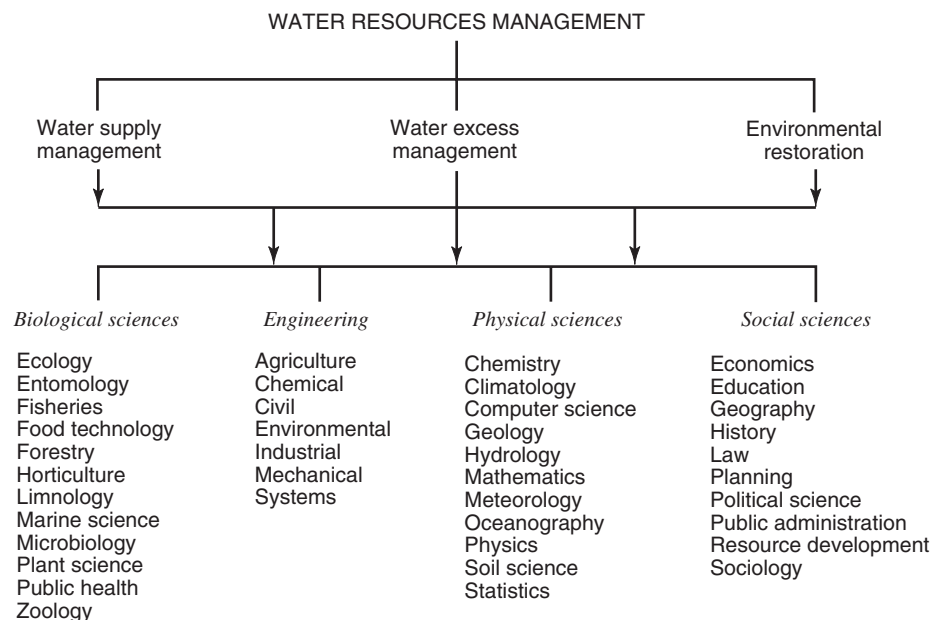 WATER RESOURCES MANAGEMENT
Water supply
management
Water excess
management
Environmental
restoration
Biological sciences
Ecology
Entomology
Fisheries
Food technology
Forestry
Horticulture
Limnology
Marine science
Microbiology
Plant science
Public health
Zoology
Engineering
Agriculture
Chemical
Civil
Environmental
Industrial
Mechanical
Systems
Physical sciences
Chemistry
Climatology
Computer science
Geology
Hydrology
Mathematics
Meteorology
Oceanography
Physics
Soil science
Statistics
Social sciences
Economics
Education
Geography
History
Law
Planning
Political science
Public administration
Resource development
Sociology